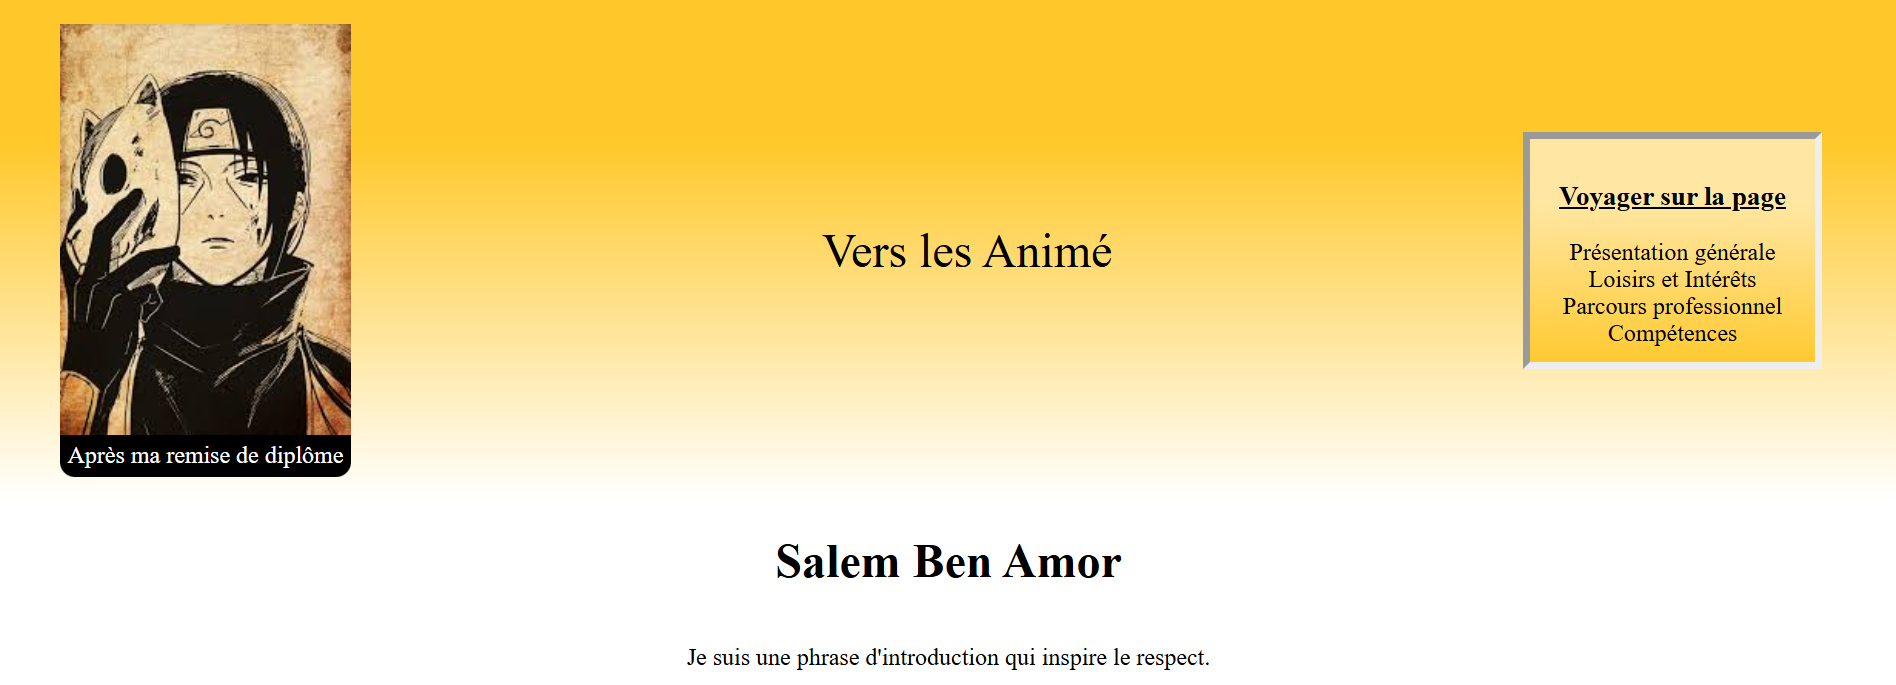 Après ma remise de diplôme
Vers les Animé
Voyager sur la page
Présentation générale
Loisirs et Intérêts
Parcours professionnel
Compétences
Salem Ben Amor
Je suis une phrase d'introduction qui inspire le respect.